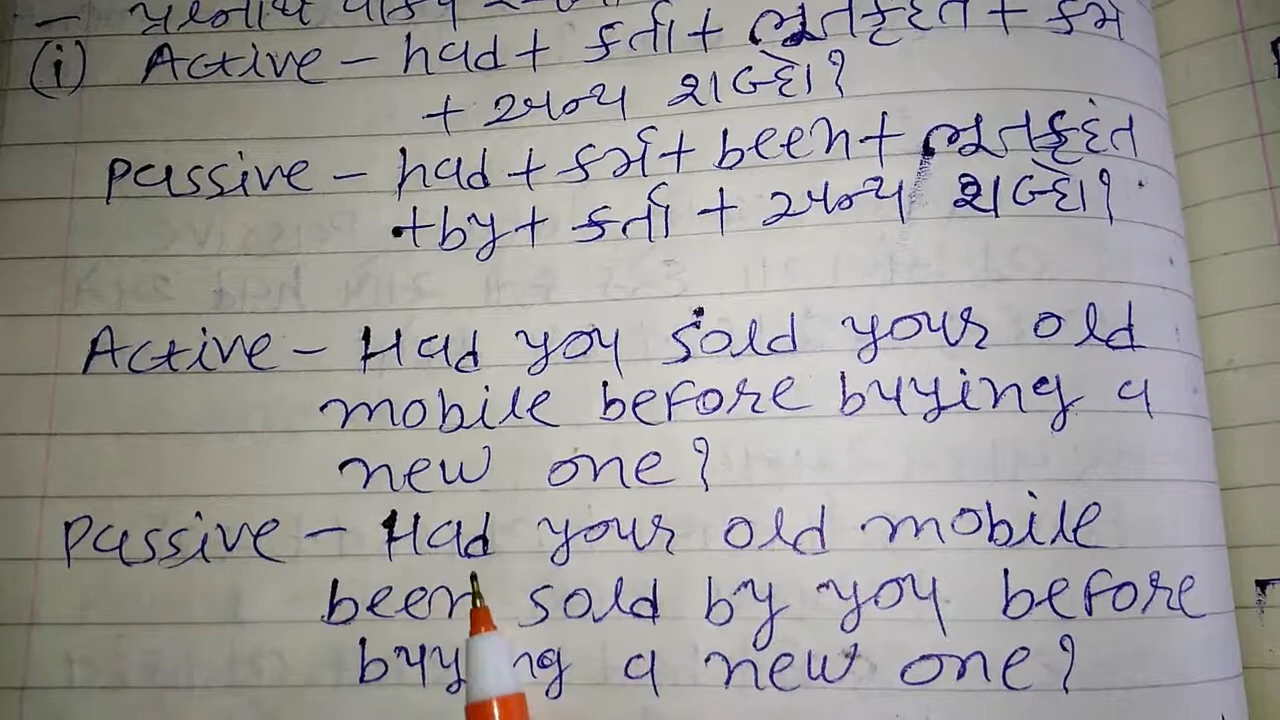 - પ્રશ્નાર્થ વાક્ય
(i) Active - had + કર્તા + ભૂતકૃદંત + કર્મ
+ અન્ય શબ્દો?
Passive - had + કર્મ + been + ભૂતકૃદંત
+ by + કર્તા + અન્ય શબ્દો?
Active - Had you sold your old
mobile before buying a
new one?
Passive - Had your old mobile
been sold by you before
buying a new one?